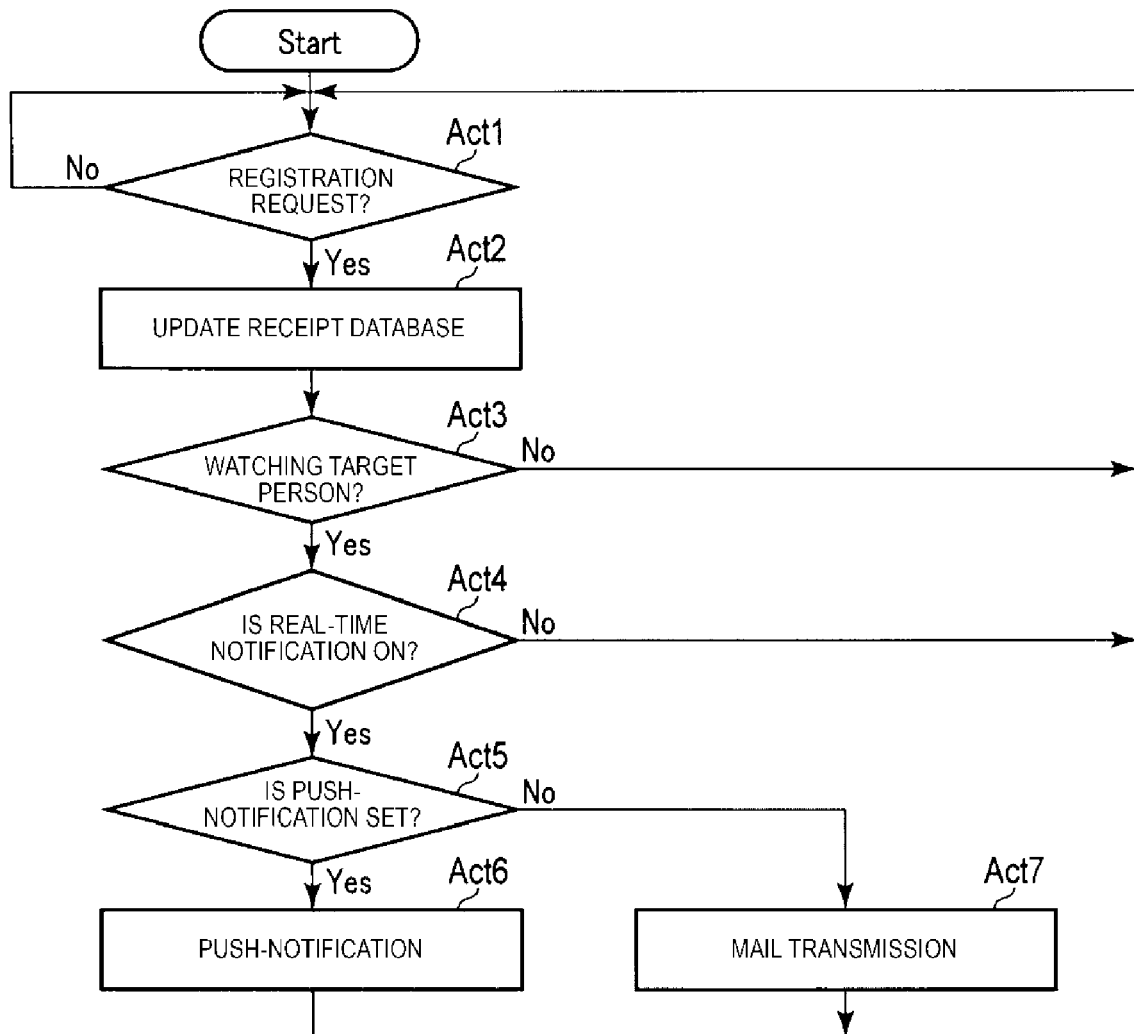 Start
Act1
No
REGISTRATION
REQUEST?
Yes
Act2
UPDATE RECEIPT DATABASE
Act3
No
WATCHING TARGET
PERSON?
Yes
Act4
No
IS REAL-TIME
NOTIFICATION ON?
Yes
Act5
No
IS PUSH-
NOTIFICATION SET?
Yes
Act6
PUSH-NOTIFICATION
Act7
MAIL TRANSMISSION